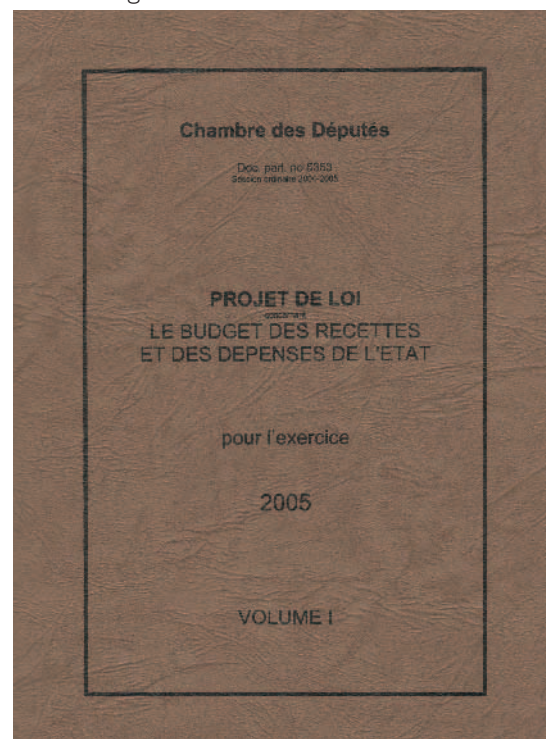 Chambre des Députés
Doc. parl. no 5353
Session ordinaire 2004-2005
PROJET DE LOI
concernant
LE BUDGET DES RECETTES
ET DES DEPENSES DE L'ETAT
pour l'exercice
2005
VOLUME I